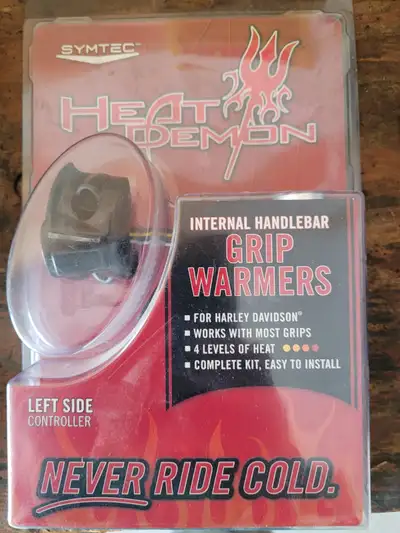 SYMTEC™
HEAT
DEMON
INTERNAL HANDLEBAR
GRIP
WARMERS
■ FOR HARLEY DAVIDSON®
■ WORKS WITH MOST GRIPS
■ 4 LEVELS OF HEAT
■ COMPLETE KIT, EASY TO INSTALL
LEFT SIDE
CONTROLLER
NEVER RIDE COLD.